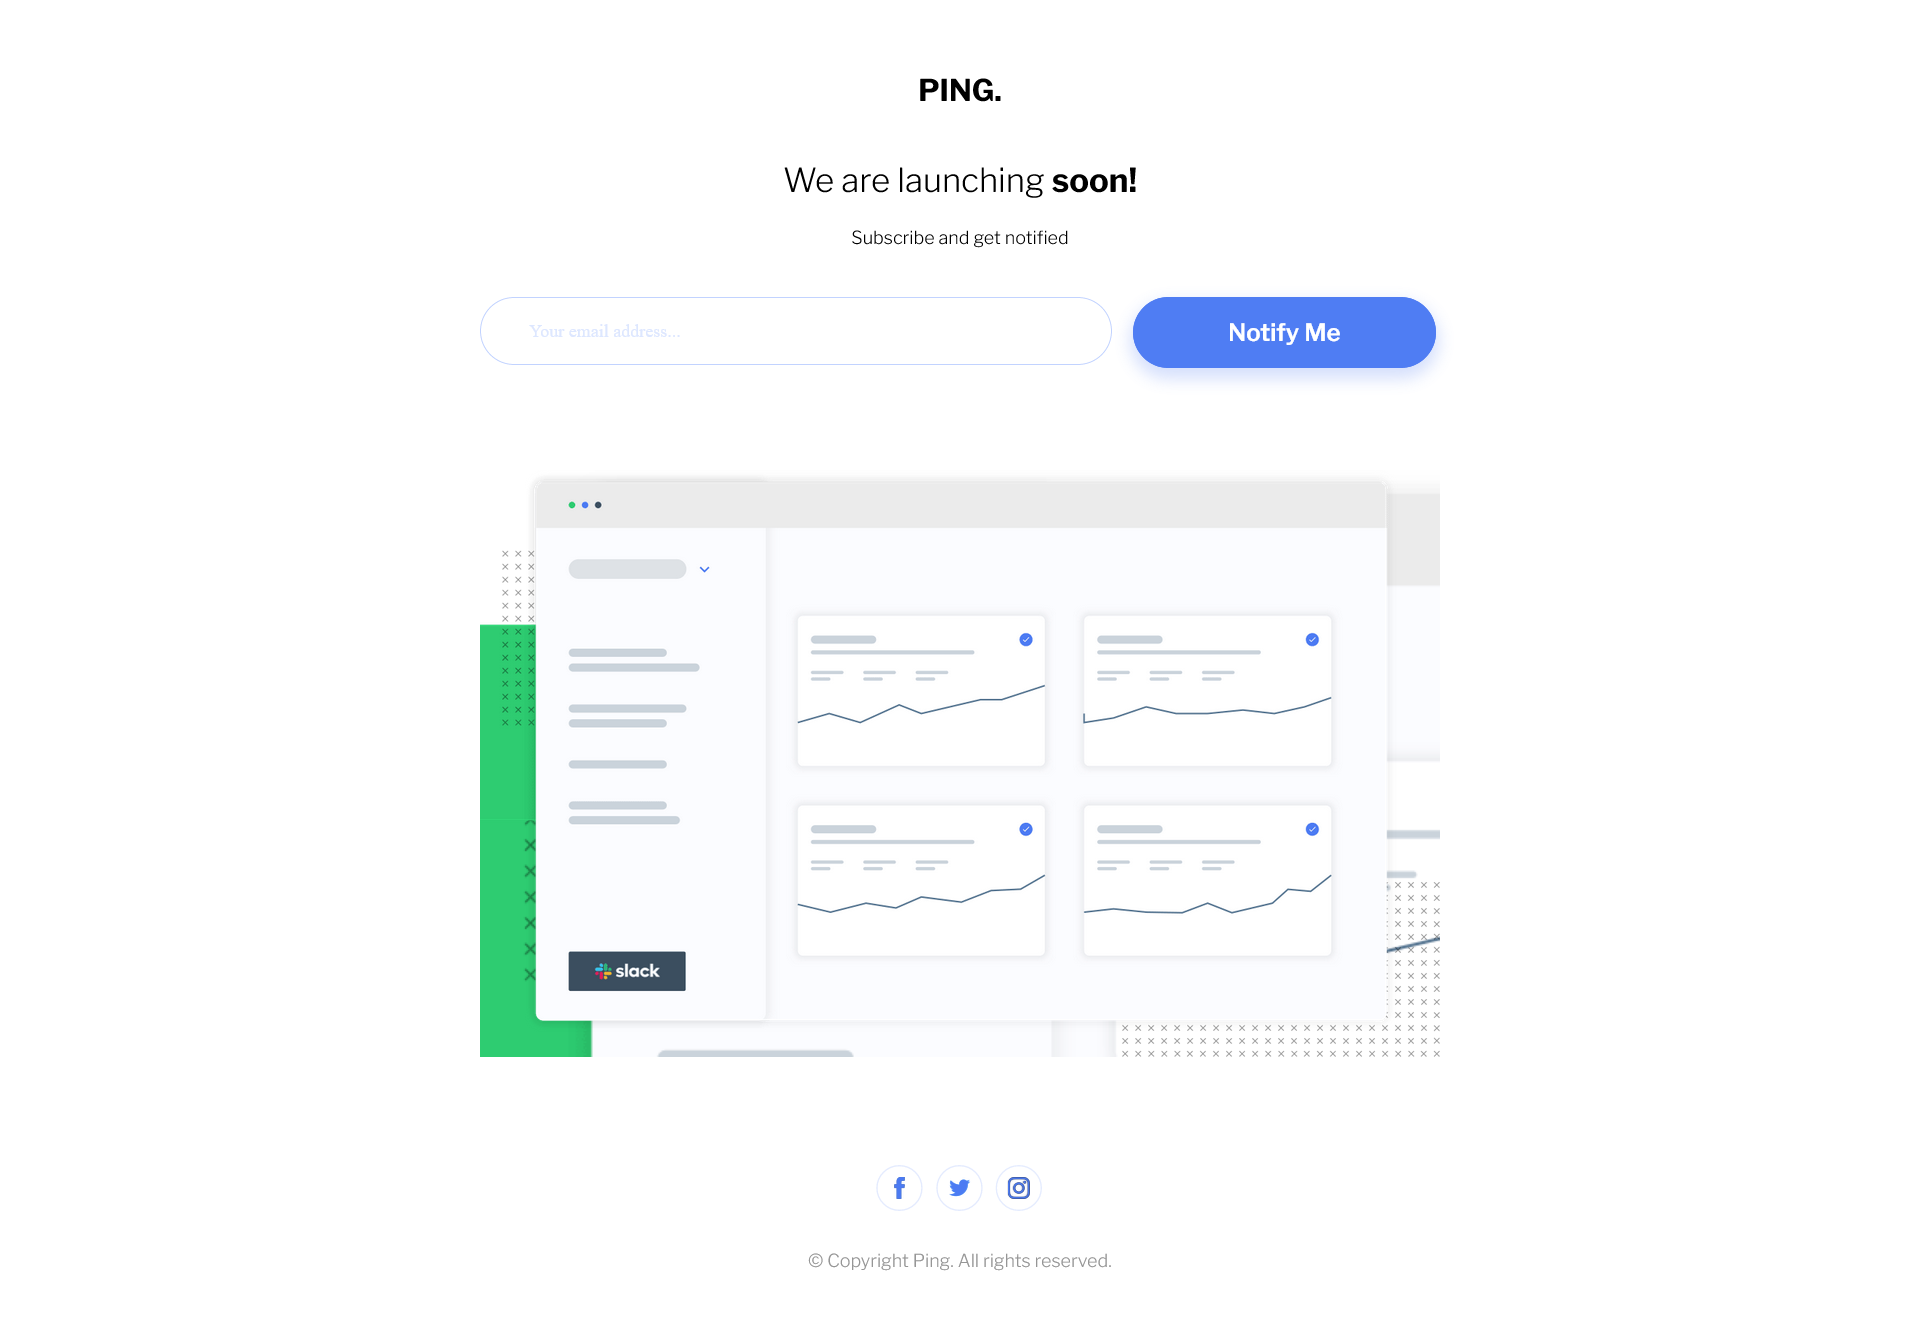 PING.
We are launching soon!
Subscribe and get notified
Your email address...
Notify Me
slack
© Copyright Ping. All rights reserved.